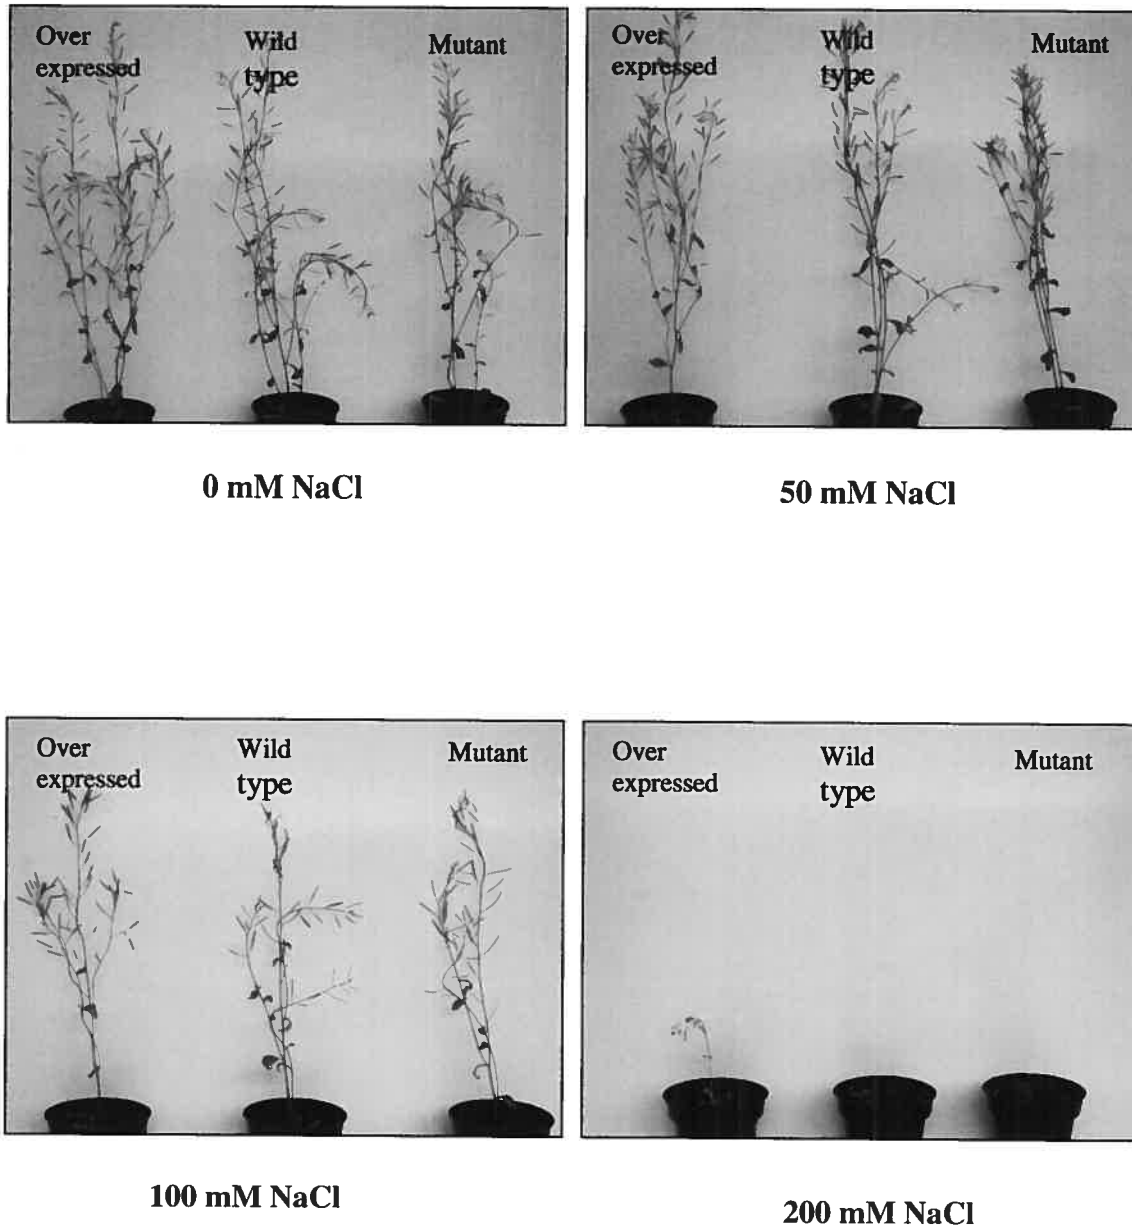 Over
expressed
Wild
type
Mutant
Over
expressed
Wild
type
Mutant
0 mM NaCl
50 mM NaCl
Over
expressed
Wild
type
Mutant
Over
expressed
Wild
type
Mutant
100 mM NaCl
200 mM NaCl